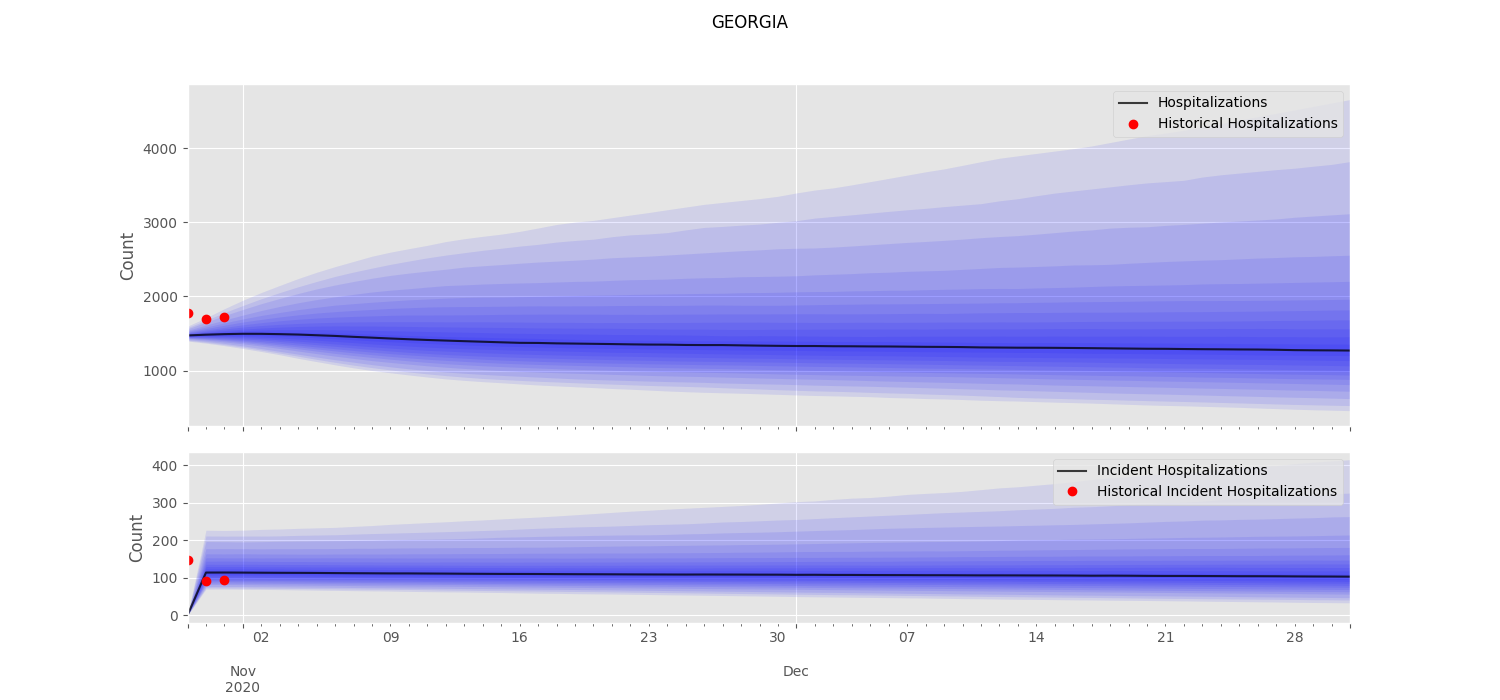 GEORGIA
Hospitalizations
Historical Hospitalizations
Count
4000
3000
2000
1000
Incident Hospitalizations
Historical Incident Hospitalizations
Count
400
300
200
100
0
02 09 16 23 30 07 14 21 28
Nov Dec
2020